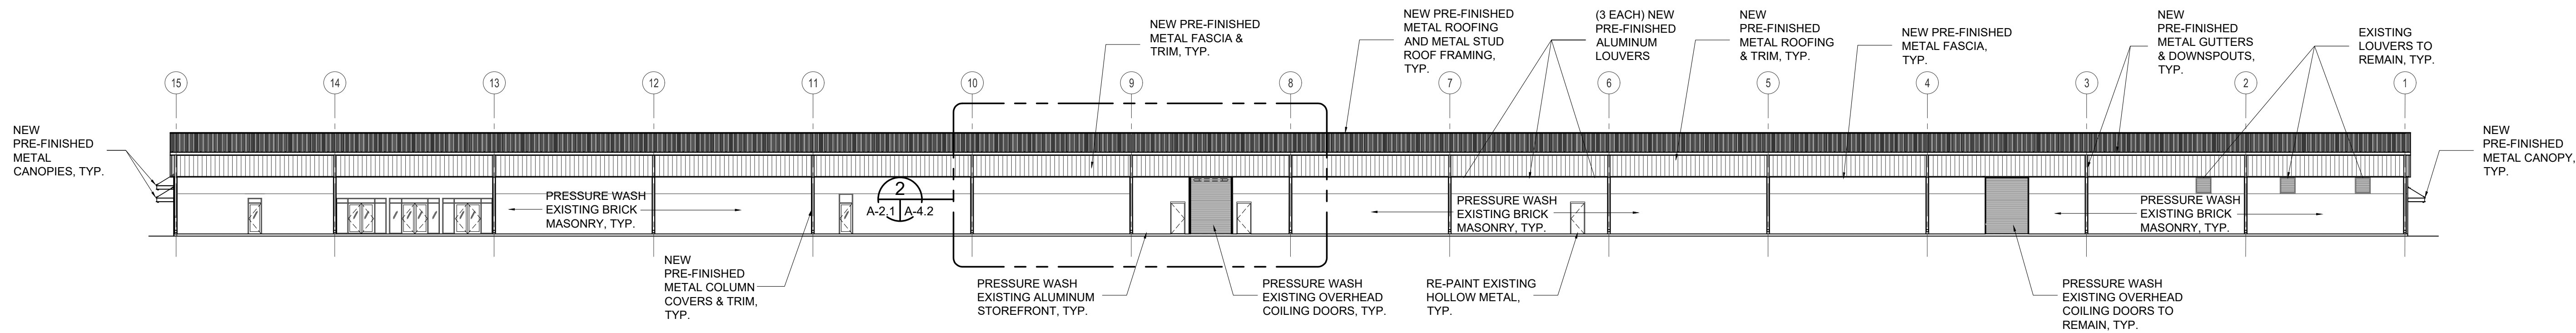 NEW PRE-FINISHED
METAL FASCIA &
TRIM, TYP.
NEW PRE-FINISHED
METAL ROOFING
AND METAL STUD
ROOF FRAMING,
TYP.
(3 EACH) NEW
PRE-FINISHED
ALUMINUM
LOUVERS
NEW
PRE-FINISHED
METAL ROOFING
& TRIM, TYP.
NEW PRE-FINISHED
METAL FASCIA,
TYP.
NEW
PRE-FINISHED
METAL GUTTERS
& DOWNSPOUTS,
TYP.
EXISTING
LOUVERS TO
REMAIN, TYP.
15 14 13 12 11 10 9 8 7 6 5 4 3 2 1
NEW
PRE-FINISHED
METAL
CANOPIES, TYP.
NEW
PRE-FINISHED
METAL CANOPY,
TYP.
PRESSURE WASH
EXISTING BRICK
MASONRY, TYP.
2
A-2.1 A-4.2
PRESSURE WASH
EXISTING BRICK
MASONRY, TYP.
PRESSURE WASH
EXISTING BRICK
MASONRY, TYP.
NEW
PRE-FINISHED
METAL COLUMN
COVERS & TRIM,
TYP.
PRESSURE WASH
EXISTING ALUMINUM
STOREFRONT, TYP.
PRESSURE WASH
EXISTING OVERHEAD
COILING DOORS, TYP.
RE-PAINT EXISTING
HOLLOW METAL,
TYP.
PRESSURE WASH
EXISTING OVERHEAD
COILING DOORS TO
REMAIN, TYP.